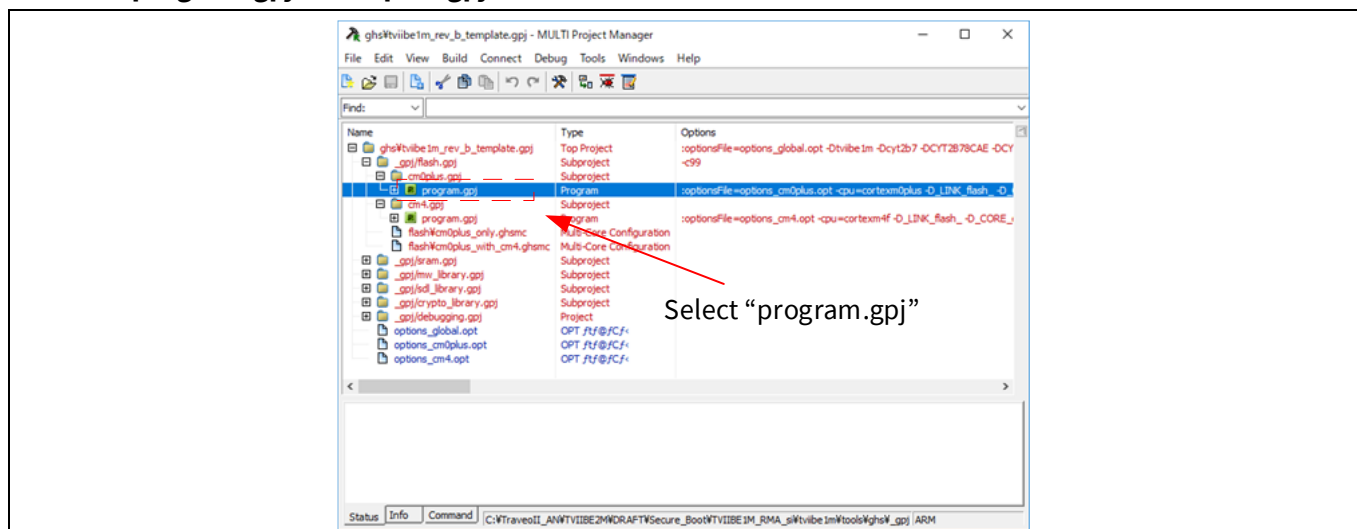 ghs¥tviibe1m_rev_b_template.gpj - MULTI Project Manager
File Edit View Build Connect Debug Tools Windows Help
Find:
Name Type Options
ghs¥tviibe1m_rev_b_template.gpj Top Project :optionsFile=options_global.opt -Dtviibe1m -Dcyt2b7 -DCYT2B78CAE -DCY
_gpj/flash.gpj Subproject -c99
cm0plus.gpj Subproject
program.gpj Program :optionsFile=options_cm0plus.opt -cpu=cortexm0plus -D_LINK_flash_ -D_
cm4.gpj Subproject
program.gpj Program :optionsFile=options_cm4.opt -cpu=cortexm4f -D_LINK_flash_ -D_CORE_
flash¥cm0plus_only.ghsmc Multi-Core Configuration
flash¥cm0plus_with_cm4.ghsmc Multi-Core Configuration
_gpj/sram.gpj Subproject
_gpj/mw_library.gpj Subproject
_gpj/sdl_library.gpj Subproject
_gpj/crypto_library.gpj Subproject
_gpj/debugging.gpj Project
options_global.opt OPT ƒtƒ@ƒCƒ‹
options_cm0plus.opt OPT ƒtƒ@ƒCƒ‹
options_cm4.opt OPT ƒtƒ@ƒCƒ‹
Select “program.gpj”
Status Info Command C:¥TraveoII_AN¥TVIIBE2M¥DRAFT¥Secure_Boot¥TVIIBE1M_RMA_si¥tviibe1m¥tools¥ghs¥_gpj ARM